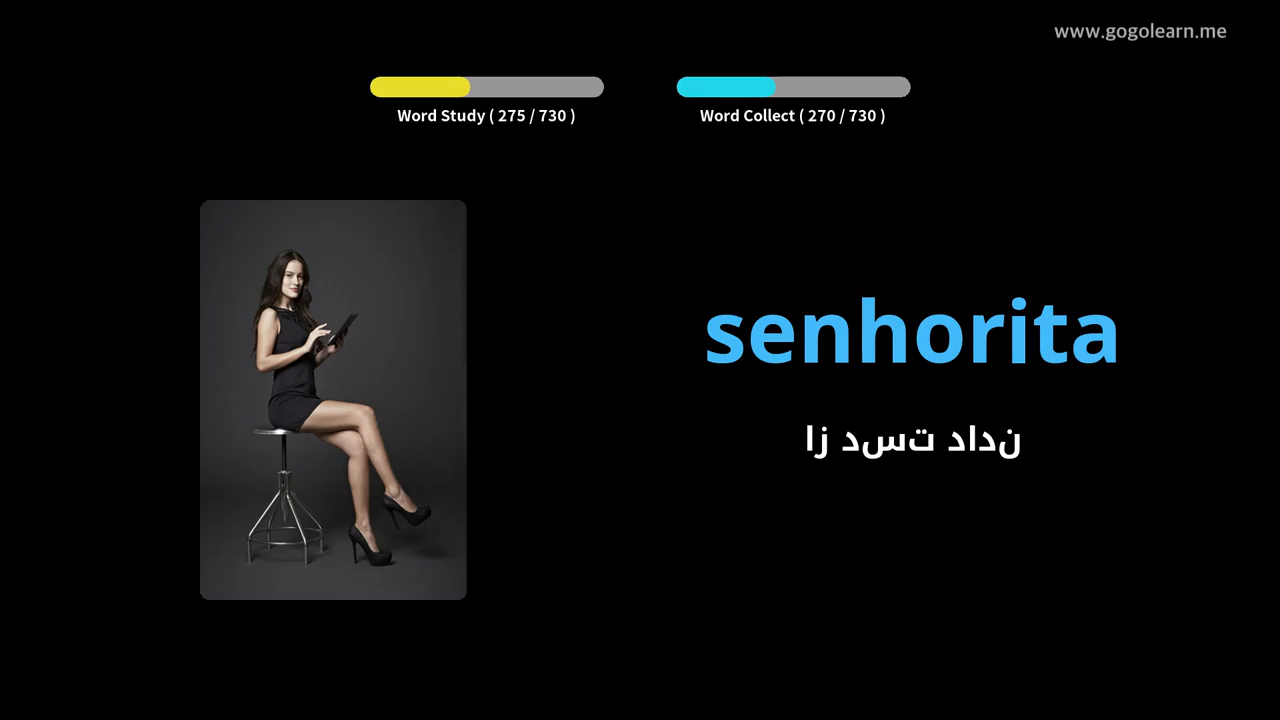 www.gogolearn.me
Word Study ( 275 / 730 )
Word Collect ( 270 / 730 )
senhorita
نداد تسد زا